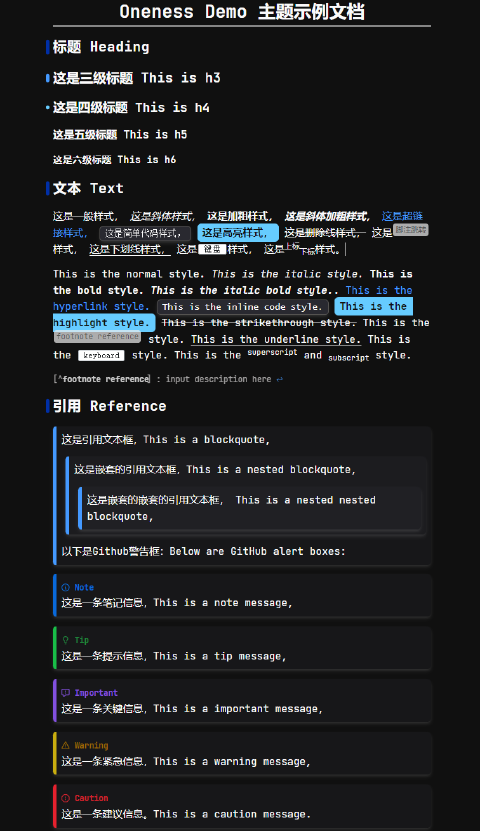 Oneness Demo 主题示例文档
标题 Heading
这是三级标题 This is h3
这是四级标题 This is h4
这是五级标题 This is h5
这是六级标题 This is h6
文本 Text
这是一般样式， 这是斜体样式， 这是加粗样式， 这是斜体加粗样式， 这是超链
接样式， 这是简单代码样式， 这是高亮样式， 这是删除线样式， 这是脚注跳转
样式， 这是下划线样式， 这是 键盘 样式， 这是上标下标样式。
This is the normal style. This is the italic style. This is
the bold style. This is the italic bold style.. This is the
hyperlink style. This is the inline code style. This is the
highlight style. This is the strikethrough style. This is the
footnote reference style. This is the underline style. This is
the keyboard style. This is the superscript and subscript style.
[^footnote reference] : input description here ↩
引用 Reference
这是引用文本框，This is a blockquote,
这是嵌套的引用文本框，This is a nested blockquote,
这是嵌套的嵌套的引用文本框， This is a nested nested
blockquote,
以下是Github警告框：Below are GitHub alert boxes:
Note
这是一条笔记信息，This is a note message,
Tip
这是一条提示信息，This is a tip message,
Important
这是一条关键信息，This is a important message,
Warning
这是一条紧急信息，This is a warning message,
Caution
这是一条建议信息。This is a caution message.